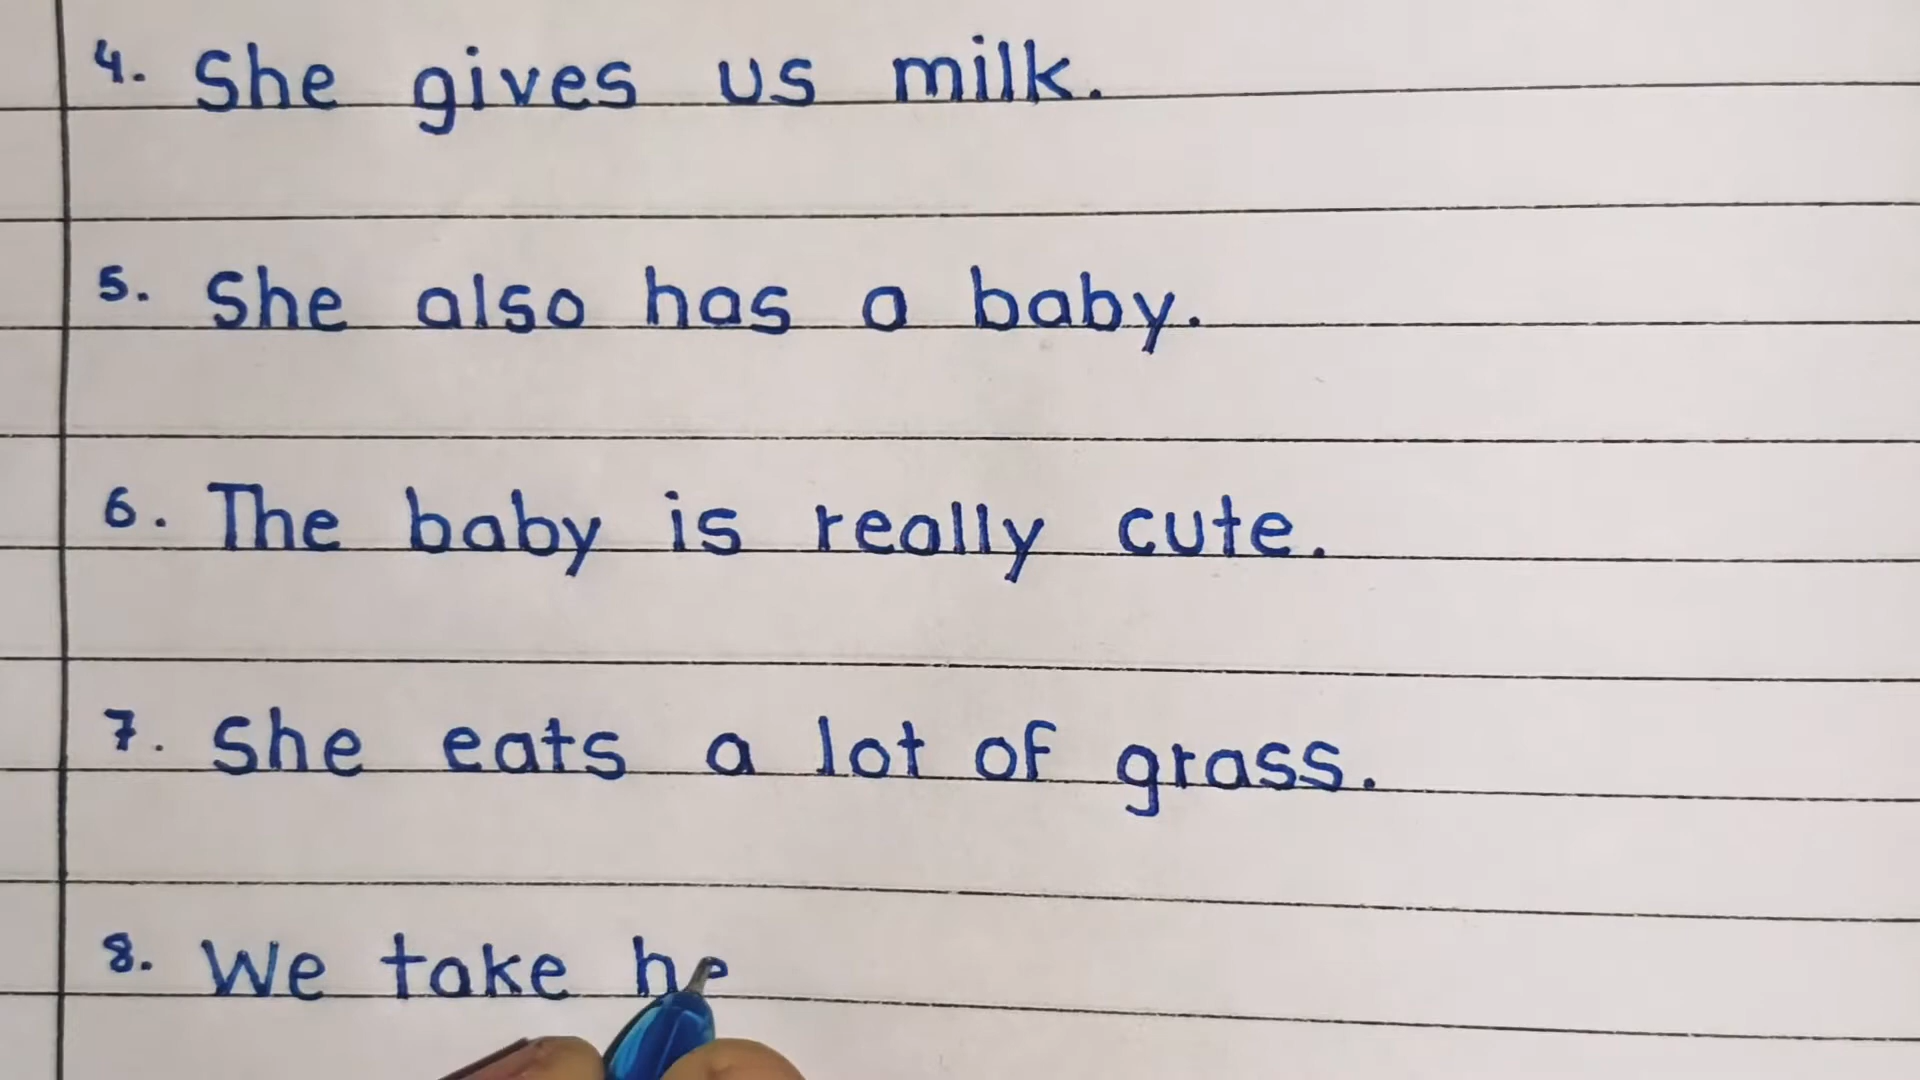 4. She gives us milk.
5. She also has a baby.
6. The baby is really cute.
7. She eats a lot of grass.
8. We take he